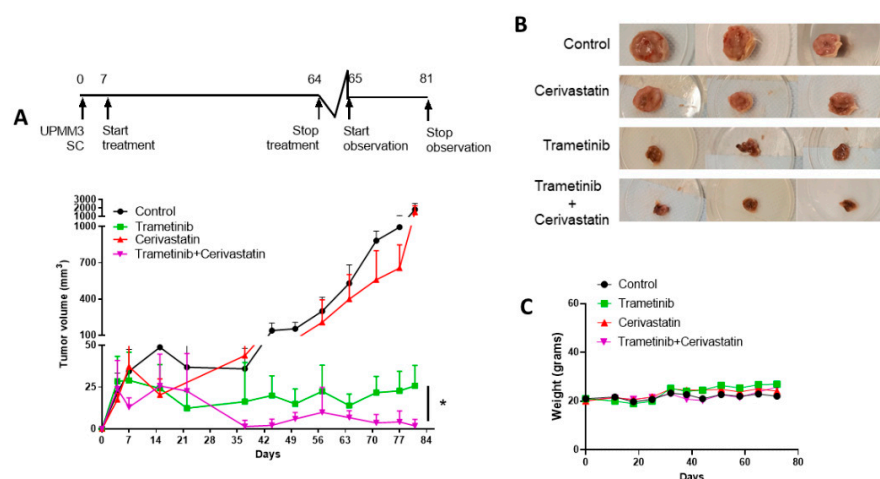 A
0 7 64 65 81
UPMM3
SC
Start
treatment
Stop
treatment
Start
observation
Stop
observation
Control
Trametinib
Cerivastatin
Trametinib+Cerivastatin
Tumor volume (mm³)
3000
2000
1000
1000
700
400
100
50
25
0
*
0 7 14 21 28 35 42 49 56 63 70 77 84
Days
B
Control
Cerivastatin
Trametinib
Trametinib
+
Cerivastatin
C
Control
Trametinib
Cerivastatin
Trametinib+Cerivastatin
Weight (grams)
60
40
20
0
0 20 40 60 80
Days